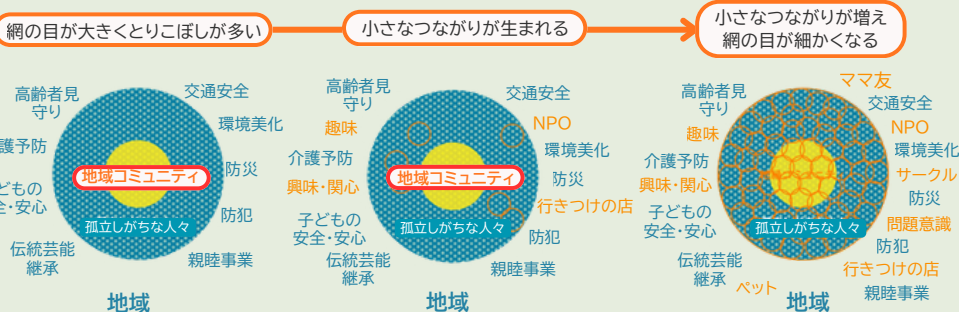 網の目が大きくとりこぼしが多い
小さなつながりが生まれる
小さなつながりが増え
網の目が細かくなる
高齢者見
守り
交通安全
環境美化
護予防
防災
地域コミュニティ
どもの
全・安心
防犯
孤立しがちな人々
伝統芸能
継承
親睦事業
地域
高齢者見
守り
交通安全
趣味
NPO
環境美化
介護予防
防災
地域コミュニティ
興味・関心
行きつけの店
子どもの
安全・安心
孤立しがちな人々
防犯
伝統芸能
継承
親睦事業
地域
ママ友
高齢者見
守り
交通安全
趣味
NPO
環境美化
介護予防
サークル
興味・関心
防災
子どもの
安全・安心
問題意識
孤立しがちな人々
防犯
伝統芸能
継承
行きつけの店
ペット
親睦事業
地域